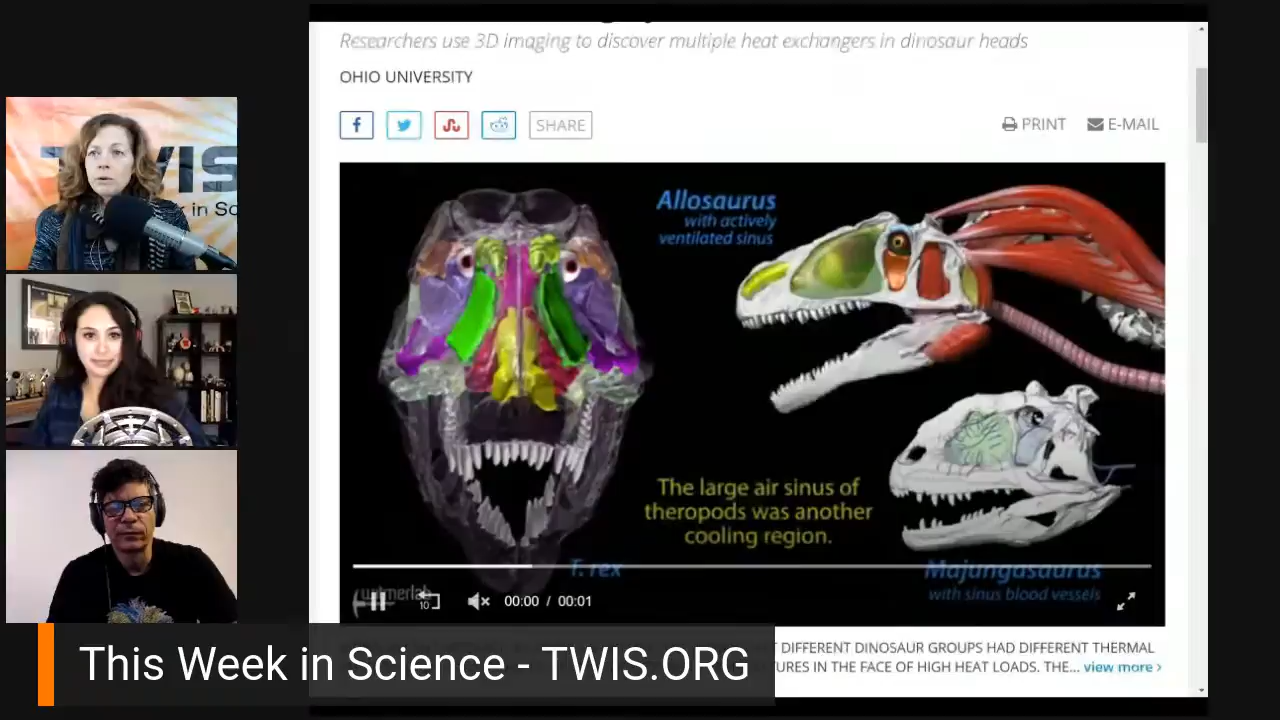 Researchers use 3D imaging to discover multiple heat exchangers in dinosaur heads
OHIO UNIVERSITY
SHARE
PRINT
E-MAIL
Allosaurus
with actively
ventilated sinus
The large air sinus of
theropods was another
cooling region.
T. rex
Majungasaurus
with sinus blood vessels
witmerlab
10
00:00 / 00:01
DIFFERENT DINOSAUR GROUPS HAD DIFFERENT THERMAL
IN THE FACE OF HIGH HEAT LOADS. THE... view more ›
This Week in Science - TWIS.ORG